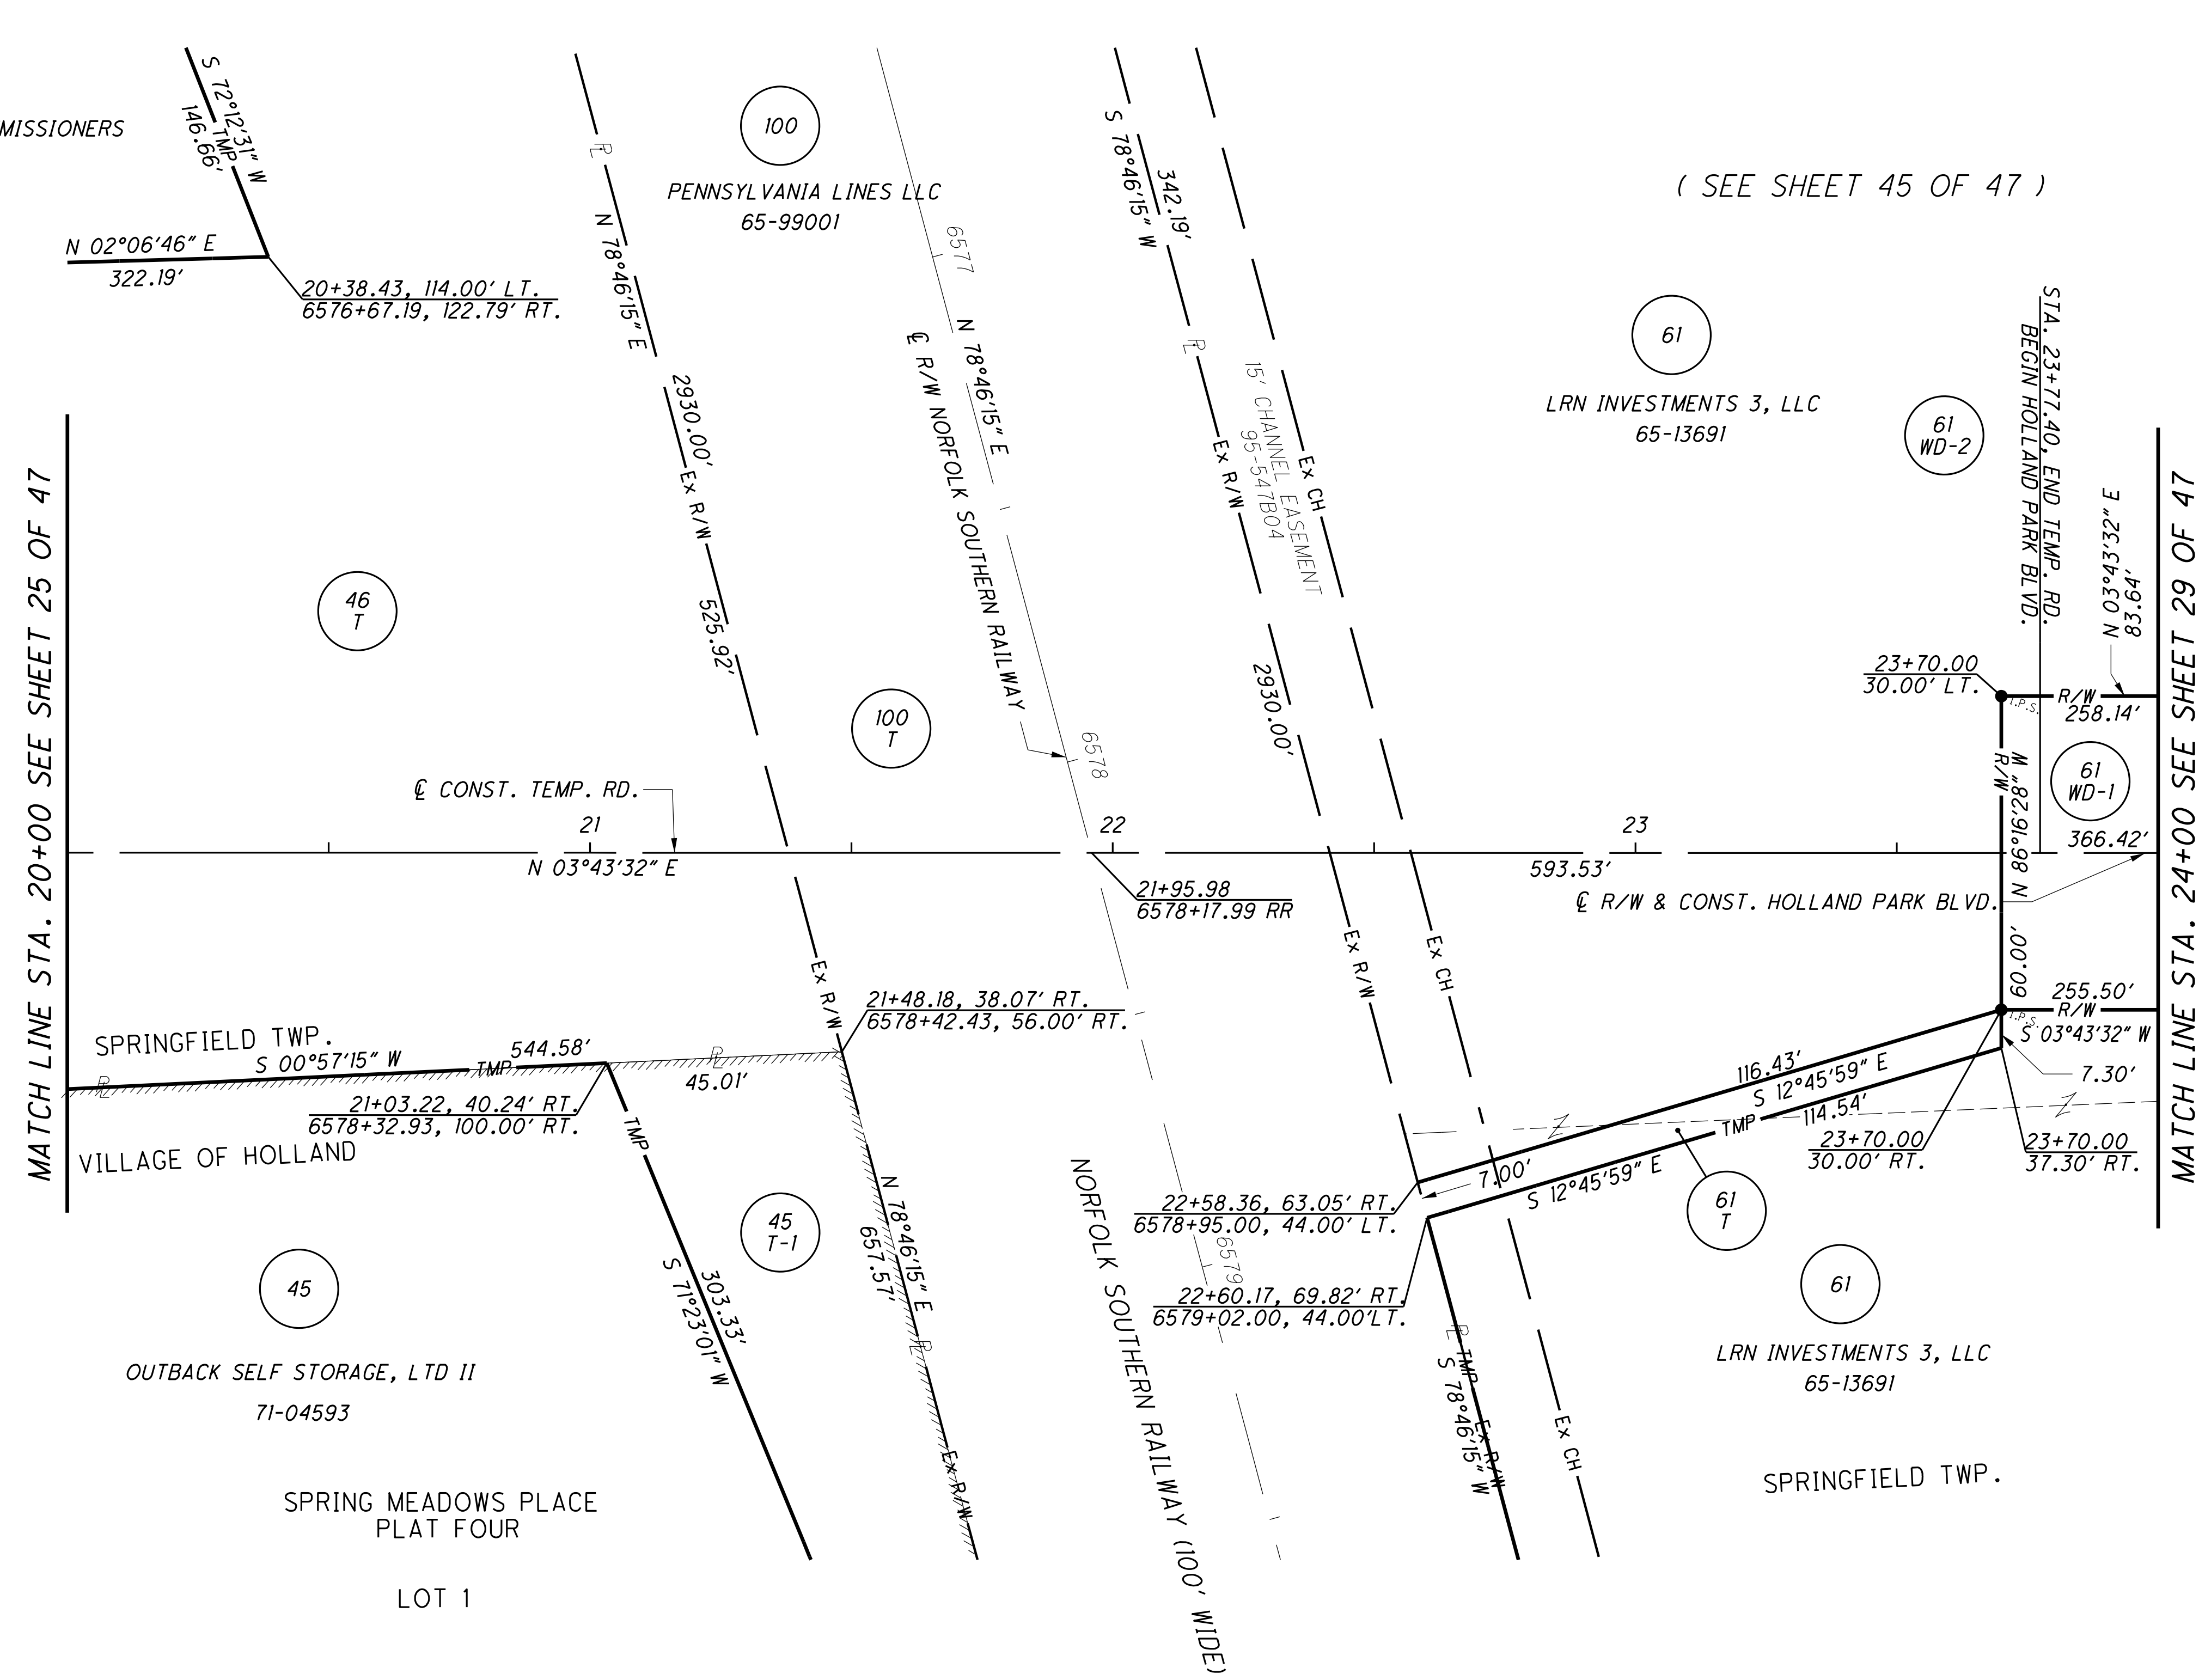 MISSIONERS
S 72°12'31" W
TMP
146.66'
N 02°06'46" E
322.19'
20+38.43, 114.00' LT.
6576+67.19, 122.79' RT.
MATCH LINE STA. 20+00 SEE SHEET 25 OF 47
46
T
PL
N 78°46'15" E
2930.00'
Ex R/W
525.92'
100
PENNSYLVANIA LINES LLC
65-99001
6577
N 78°46'15" E
CL R/W NORFOLK SOUTHERN RAILWAY
100
T
6578
S 78°46'15" W
342.19'
PL
Ex R/W
15' CHANNEL EASEMENT
95-547B04
Ex CH
2930.00'
( SEE SHEET 45 OF 47 )
61
LRN INVESTMENTS 3, LLC
65-13691
61
WD-2
STA. 23+77.40, END TEMP. RD.
BEGIN HOLLAND PARK BLVD.
N 03°43'32" E
83.64'
23+70.00
30.00' LT.
I.P.S.
R/W
258.14'
MATCH LINE STA. 24+00 SEE SHEET 29 OF 47
R/W
N 86°16'28" W
60.00'
61
WD-1
CL CONST. TEMP. RD.
21
22
23
366.42'
N 03°43'32" E
593.53'
CL R/W & CONST. HOLLAND PARK BLVD.
21+95.98
6578+17.99 RR
Ex R/W
Ex R/W
Ex CH
21+48.18, 38.07' RT.
6578+42.43, 56.00' RT.
255.50'
R/W
I.P.S.
S 03°43'32" W
SPRINGFIELD TWP.
S 00°57'15" W
TMP
544.58'
PL
PL
45.01'
21+03.22, 40.24' RT.
6578+32.93, 100.00' RT.
TMP
VILLAGE OF HOLLAND
116.43'
S 12°45'59" E
7.30'
TMP
114.54'
Z
Z
23+70.00
30.00' RT.
23+70.00
37.30' RT.
7.00'
S 12°45'59" E
22+58.36, 63.05' RT.
6578+95.00, 44.00' LT.
61
T
45
T-1
N 78°46'15" E
657.57'
PL
Ex R/W
303.33'
S 71°23'01" W
45
OUTBACK SELF STORAGE, LTD II
71-04593
6579
22+60.17, 69.82' RT.
6579+02.00, 44.00'LT.
NORFOLK SOUTHERN RAILWAY (100' WIDE)
PL
TMP
Ex R/W
S 78°46'15" W
Ex CH
61
LRN INVESTMENTS 3, LLC
65-13691
SPRINGFIELD TWP.
SPRING MEADOWS PLACE
PLAT FOUR
LOT 1